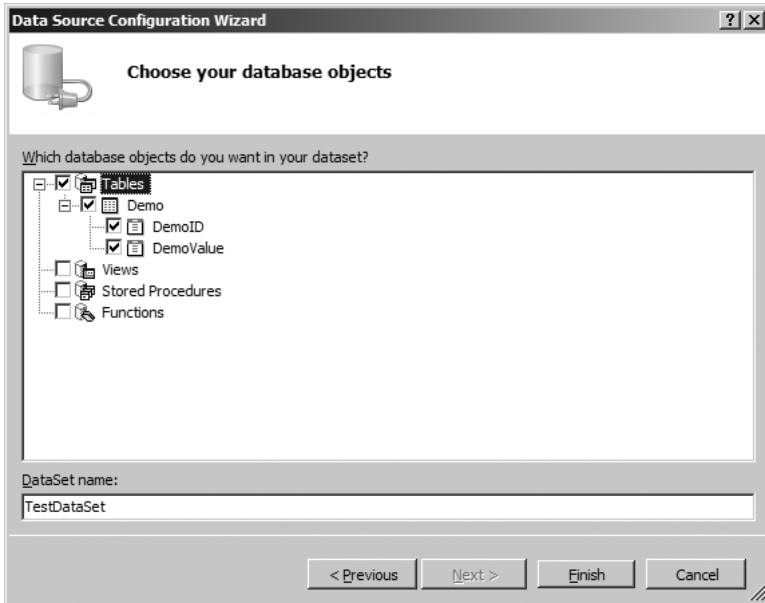 Data Source Configuration Wizard
Choose your database objects
Which database objects do you want in your dataset?
Tables
Demo
DemoID
DemoValue
Views
Stored Procedures
Functions
DataSet name:
TestDataSet
< Previous Next > Finish Cancel